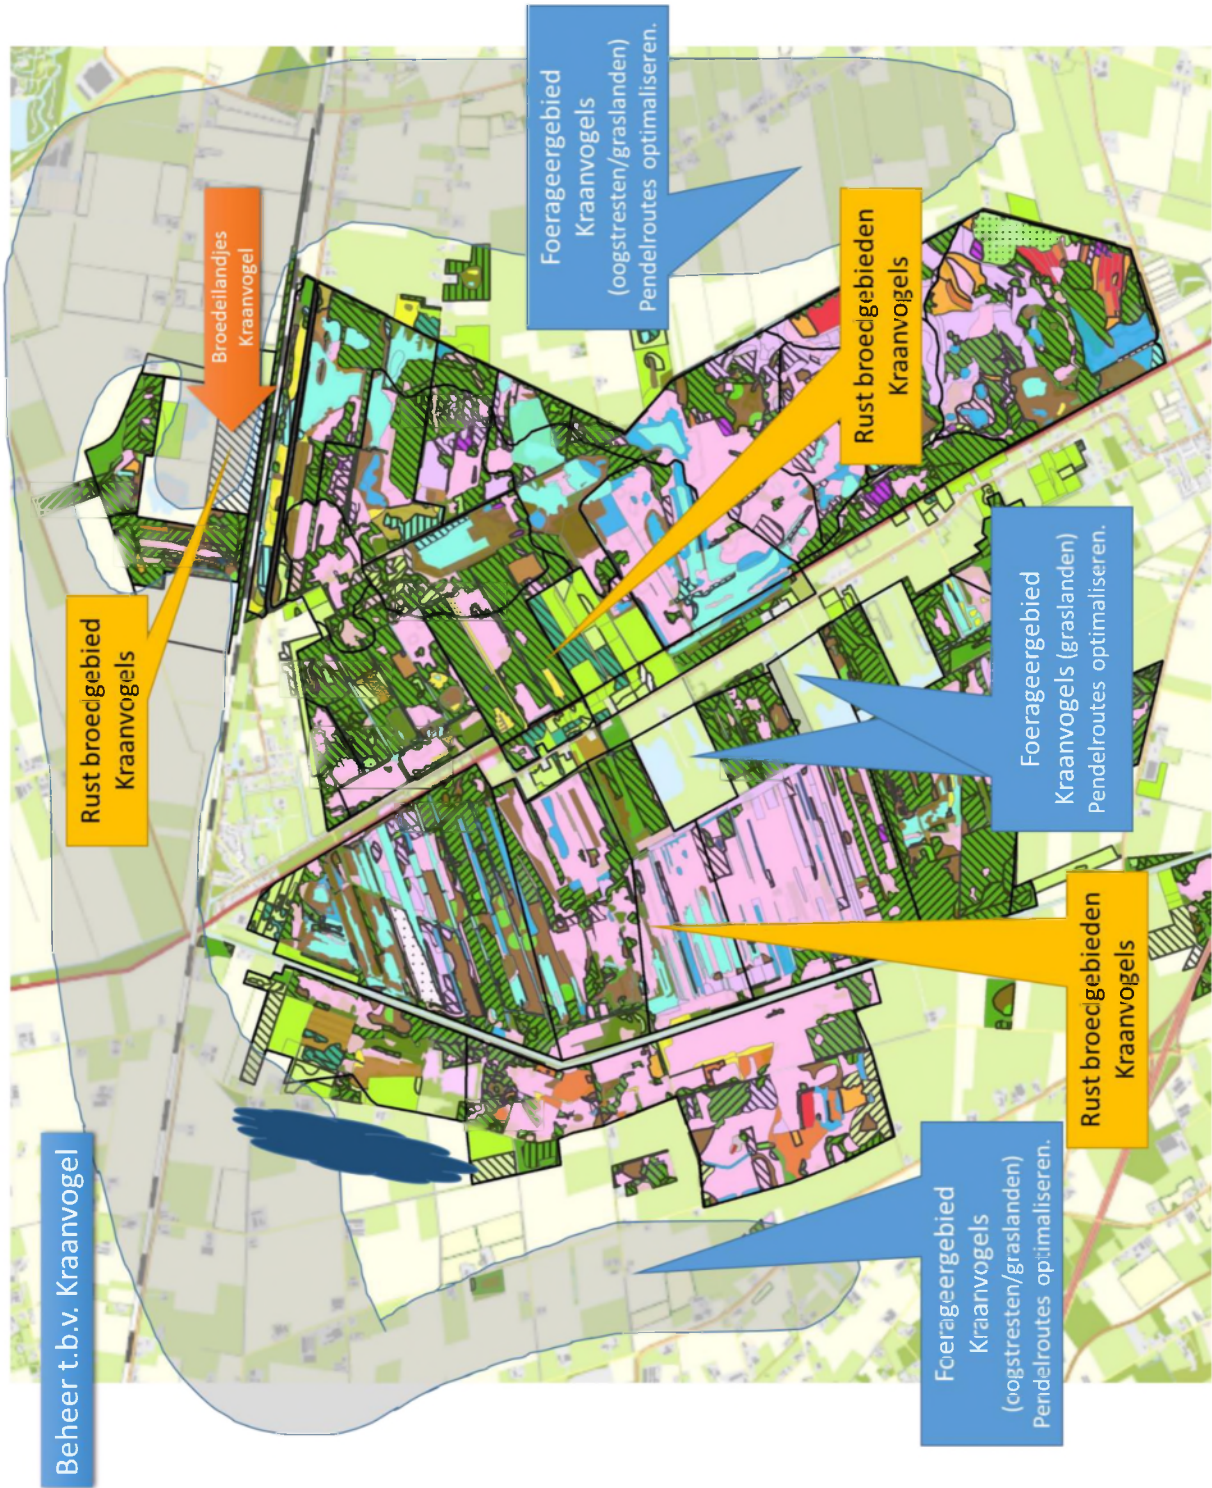 Beheer t.b.v. Kraanvogel
Rust broedgebied
Kraanvogels
Broedeilandjes
Kraanvogel
Foerageergebied
Kraanvogels
(oogstresten/graslanden)
Pendelroutes optimaliseren.
Rust broedgebieden
Kraanvogels
Foerageergebied
Kraanvogels (graslanden)
Pendelroutes optimaliseren.
Rust broedgebieden
Kraanvogels
Foerageergebied
Kraanvogels
(oogstresten/graslanden)
Pendelroutes optimaliseren.